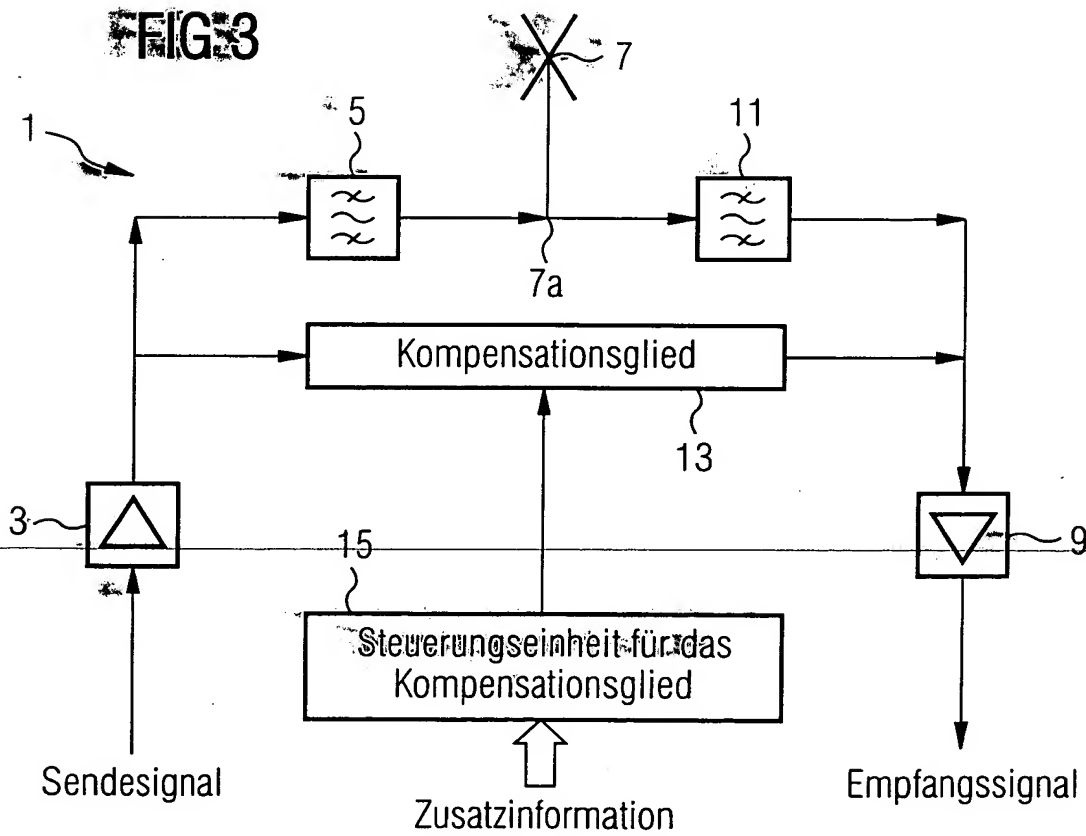 FIG 3
7
5
11
1
7a
Kompensationsglied
13
3
15
9
Steuerungseinheit für das
Kompensationsglied
Sendesignal
Empfangssignal
Zusatzinformation